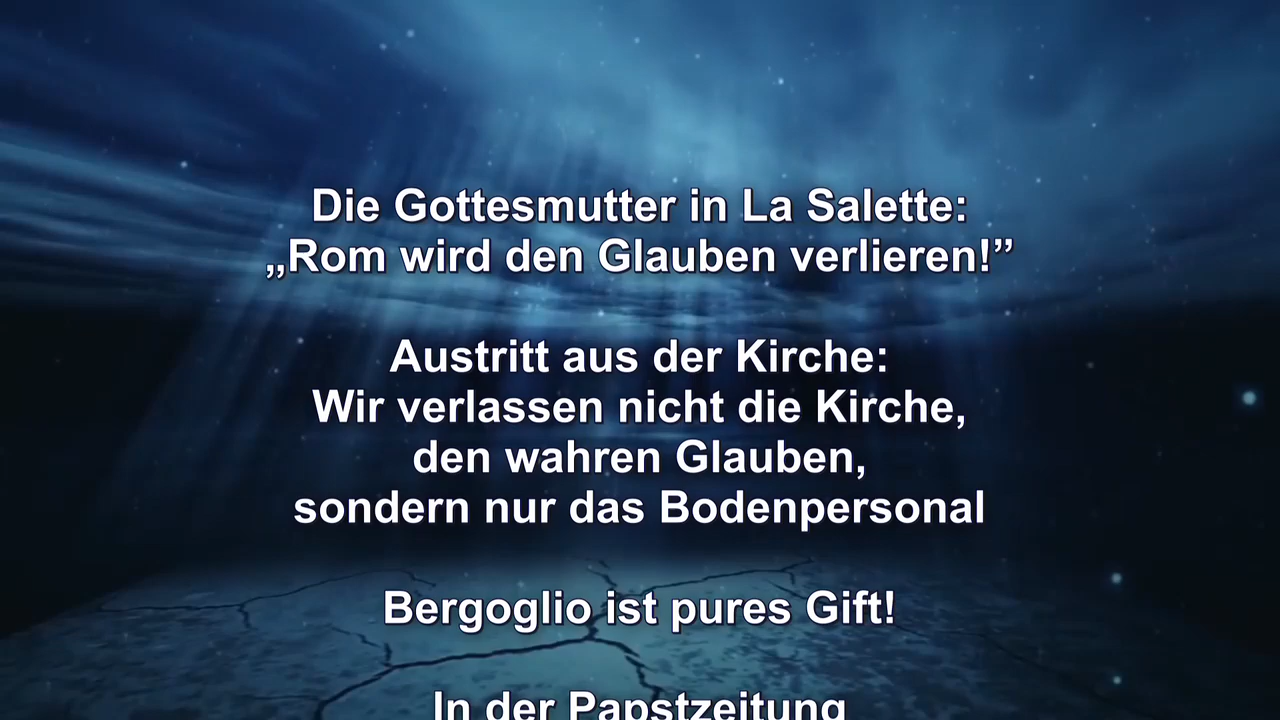 Die Gottesmutter in La Salette:
„Rom wird den Glauben verlieren!”
Austritt aus der Kirche:
Wir verlassen nicht die Kirche,
den wahren Glauben,
sondern nur das Bodenpersonal
Bergoglio ist pures Gift!
In der Papstzeitung